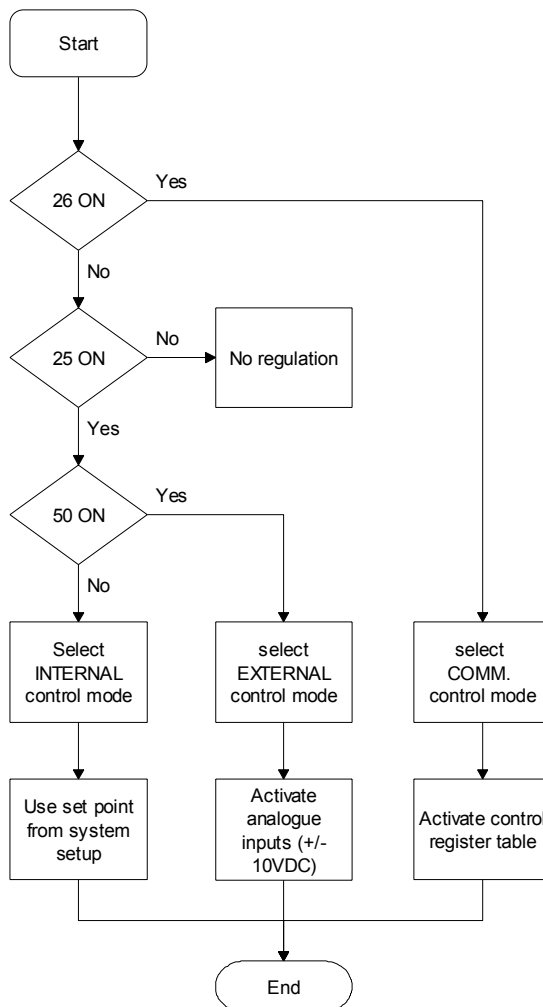 Start
26 ON
Yes
No
25 ON
No
No regulation
Yes
50 ON
Yes
No
Select
INTERNAL
control mode
select
EXTERNAL
control mode
select
COMM.
control mode
Use set point
from system
setup
Activate
analogue
inputs (+/-
10VDC)
Activate control
register table
End